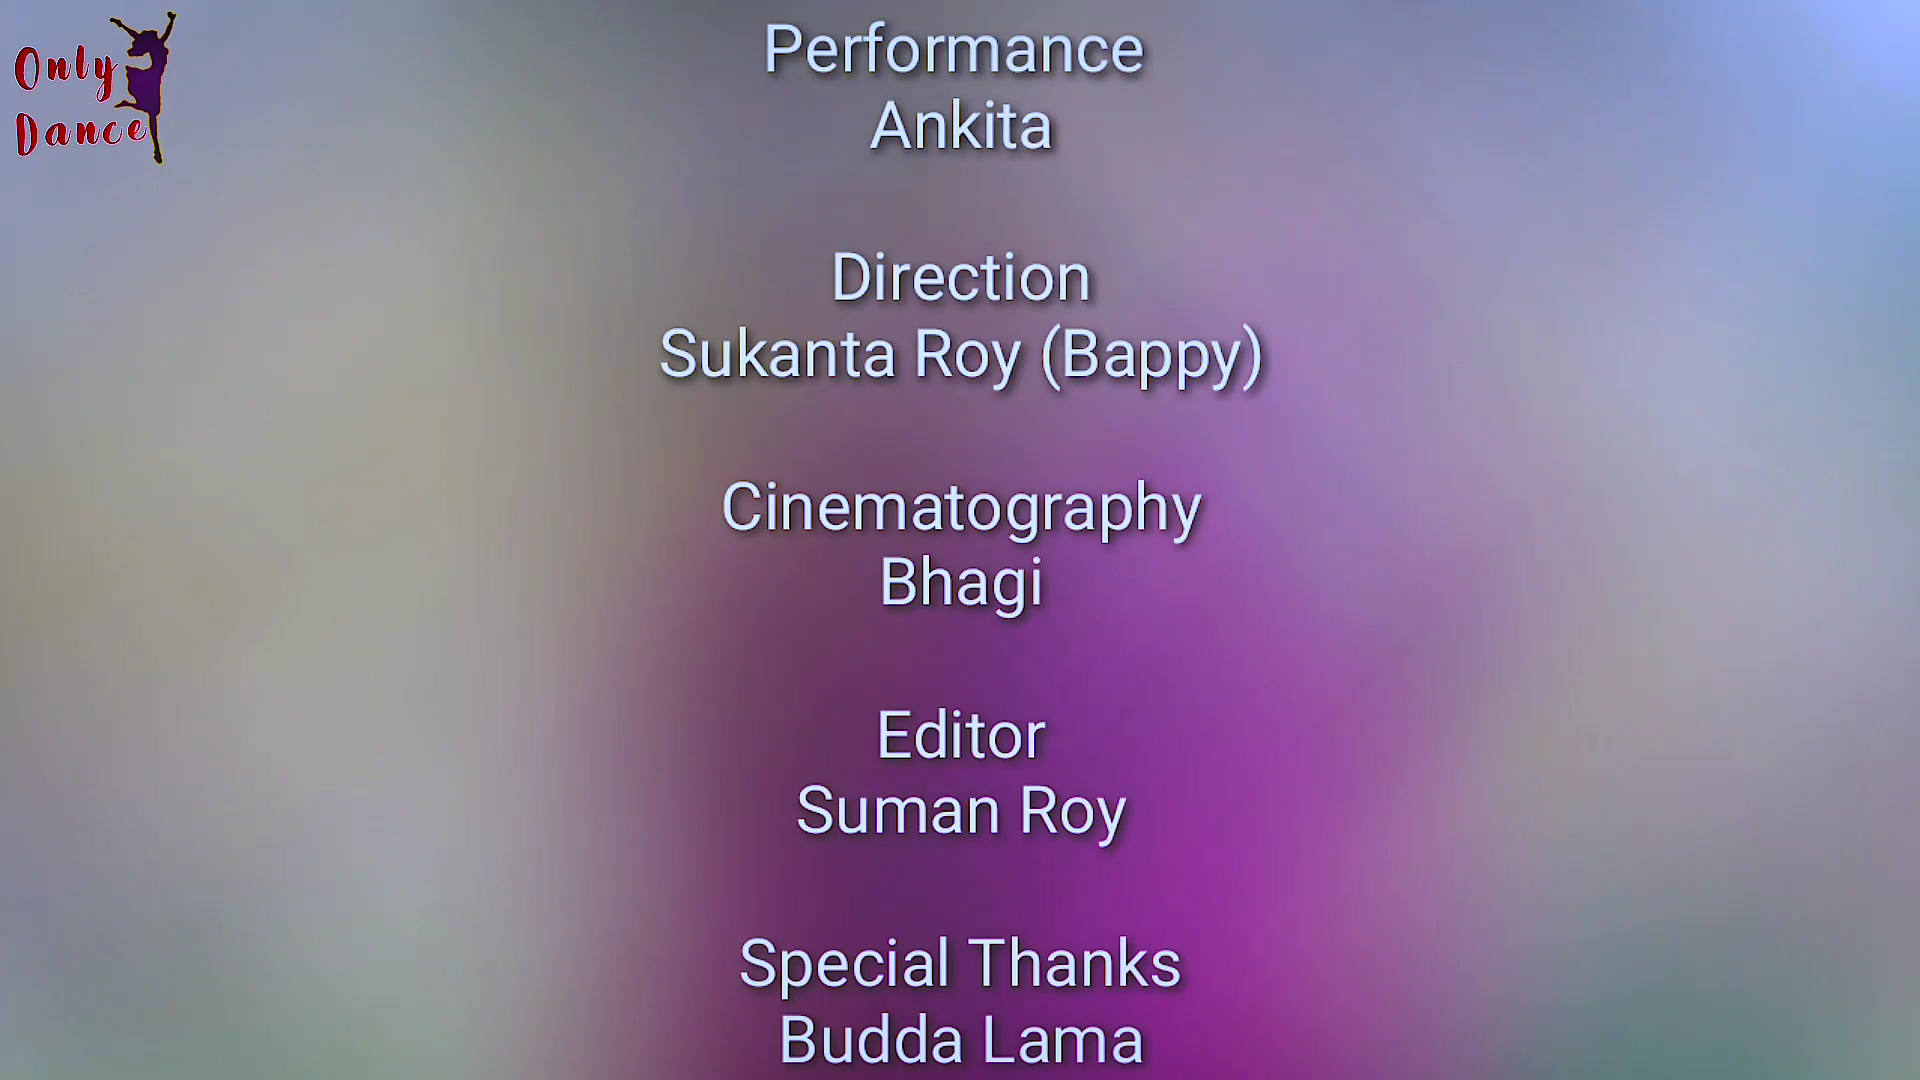 Only
Dance
Performance
Ankita
Direction
Sukanta Roy (Bappy)
Cinematography
Bhagi
Editor
Suman Roy
Special Thanks
Budda Lama